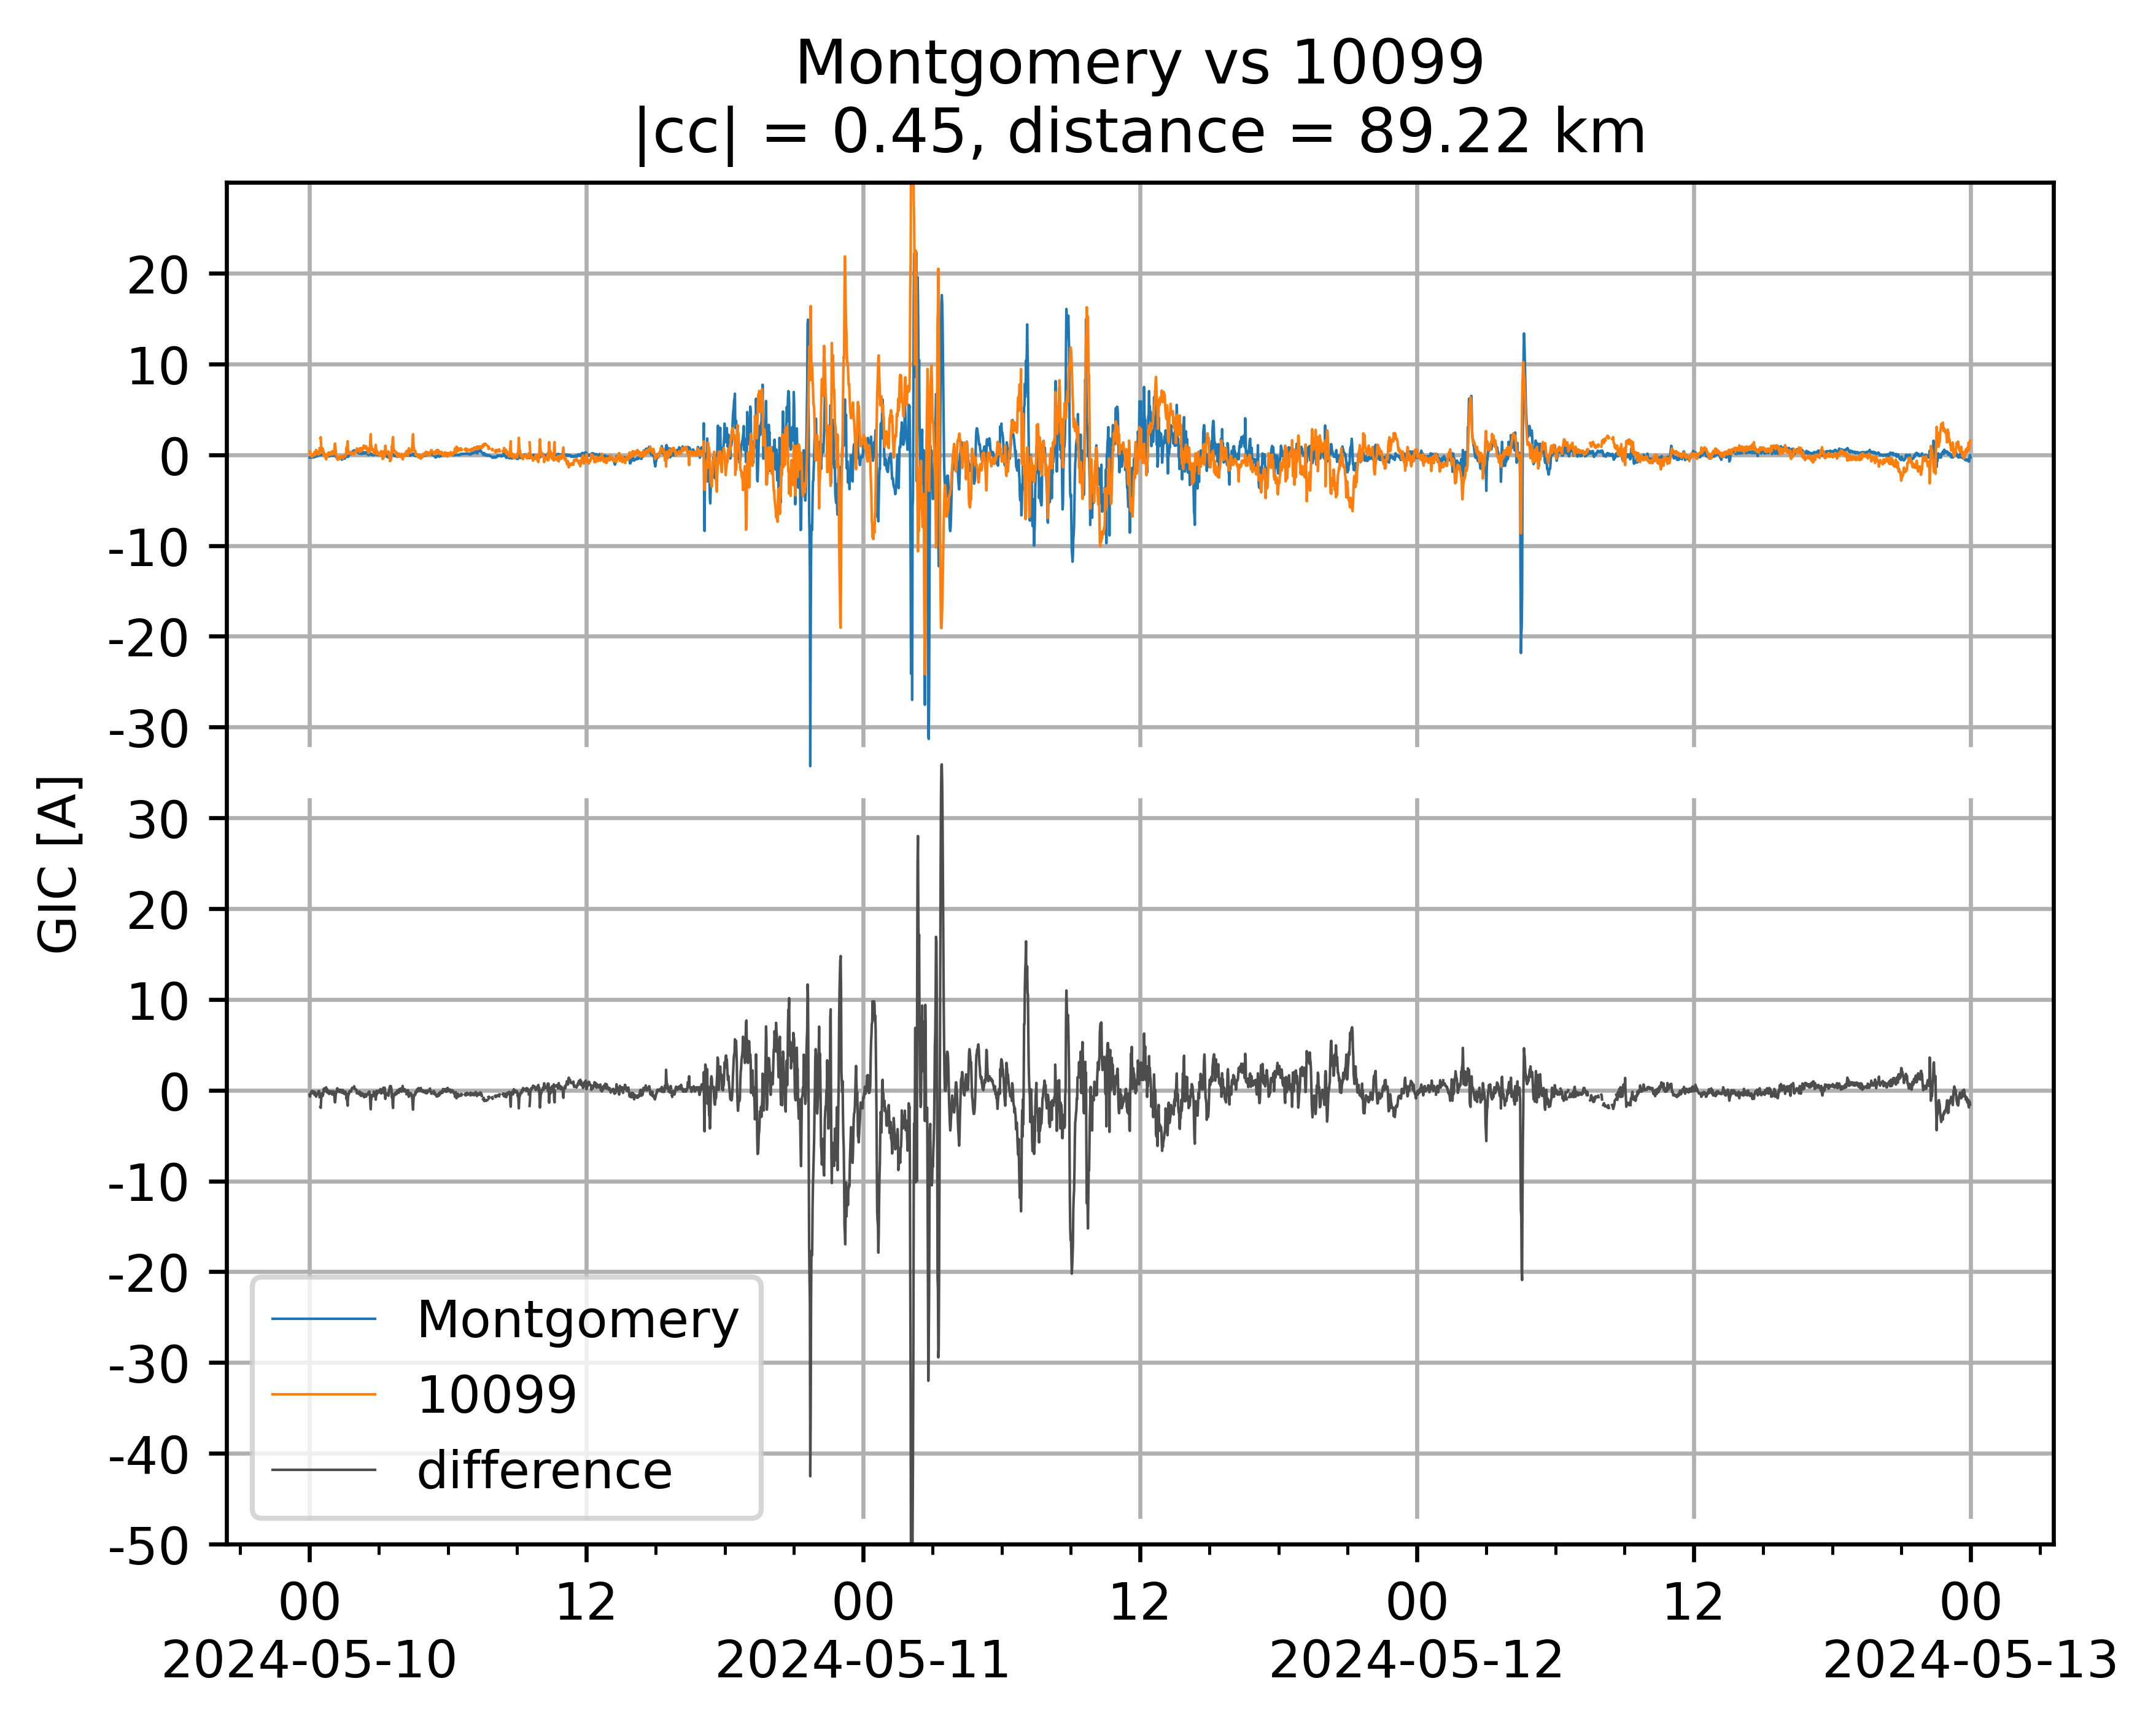 Montgomery vs 10099
|cc| = 0.45, distance = 89.22 km
GIC [A]
20
10
0
-10
-20
-30
30
20
10
0
-10
-20
-30
-40
-50
Montgomery
10099
difference
00 12 00 12 00 12 00
2024-05-10 2024-05-11 2024-05-12 2024-05-13